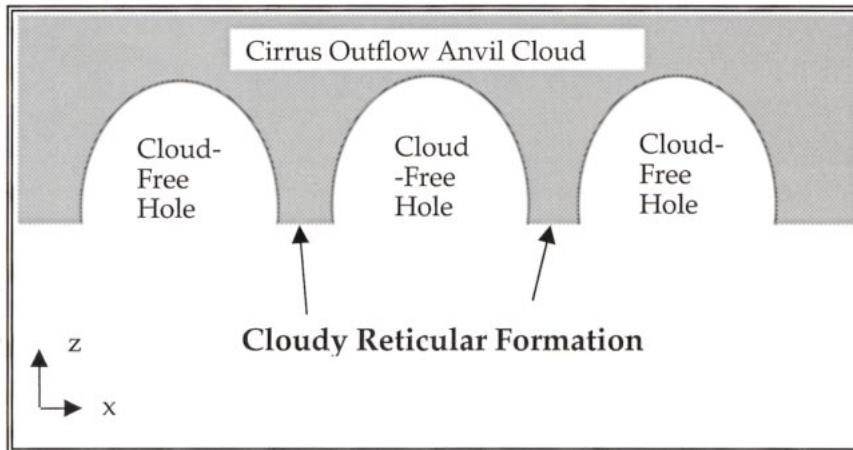 Cirrus Outflow Anvil Cloud
Cloud-
Free
Hole
Cloud
-Free
Hole
Cloud-
Free
Hole
Cloudy Reticular Formation
z
x